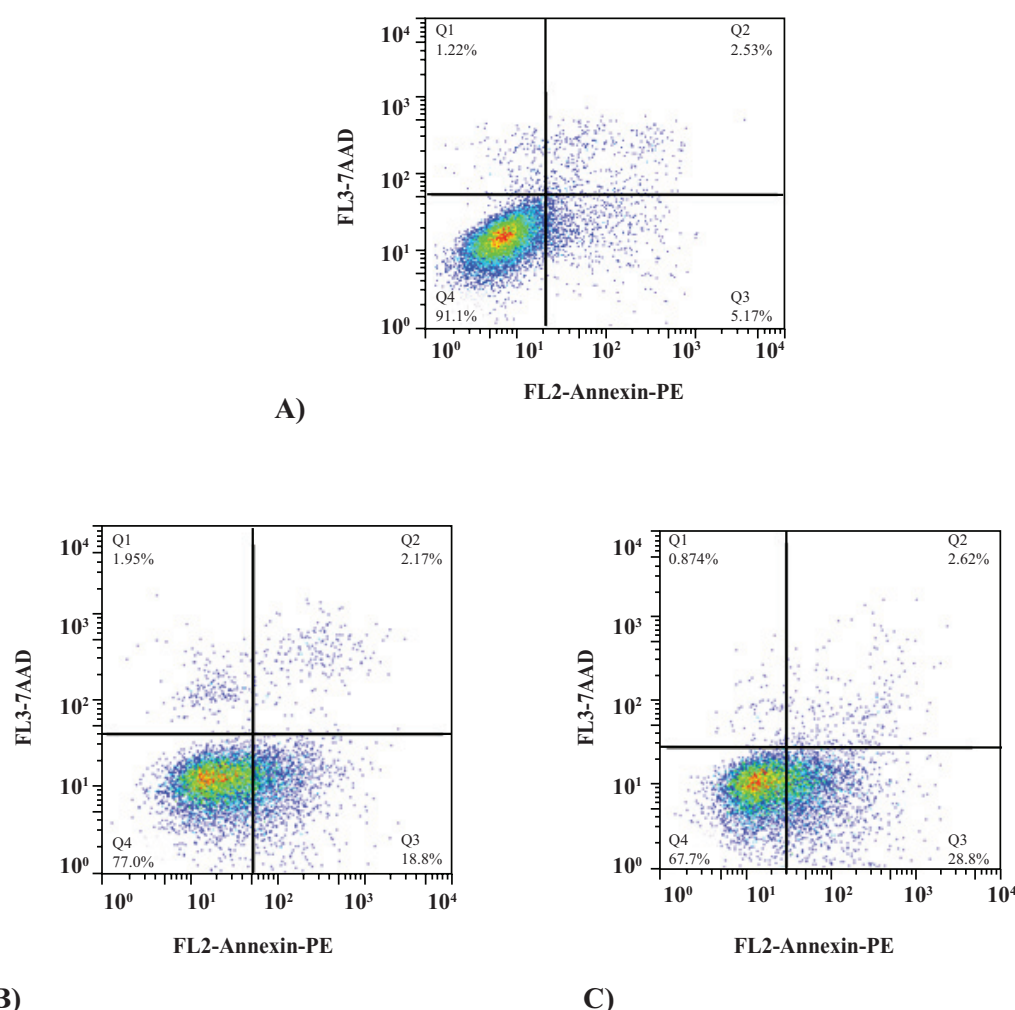 Q1
1.22%
Q2
2.53%
10⁴
10³
10²
10¹
10⁰
FL3-7AAD
Q4
91.1%
Q3
5.17%
10⁰ 10¹ 10² 10³ 10⁴
FL2-Annexin-PE
A)
Q1
1.95%
Q2
2.17%
10⁴
10³
10²
10¹
10⁰
FL3-7AAD
Q4
77.0%
Q3
18.8%
10⁰ 10¹ 10² 10³ 10⁴
FL2-Annexin-PE
B)
Q1
0.874%
Q2
2.62%
10⁴
10³
10²
10¹
10⁰
FL3-7AAD
Q4
67.7%
Q3
28.8%
10⁰ 10¹ 10² 10³ 10⁴
FL2-Annexin-PE
C)